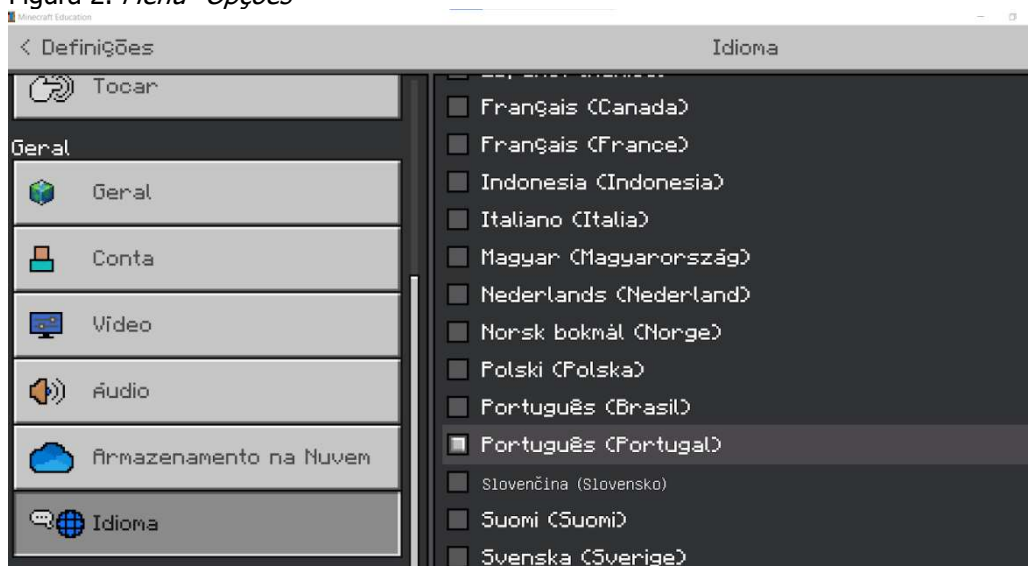 Figura 2. Menu "Opções"
Minecraft Education
< Definições
Idioma
Tocar
Geral
Geral
Conta
Vídeo
Áudio
Armazenamento na Nuvem
Idioma
Français (Canada)
Français (France)
Indonesia (Indonesia)
Italiano (Italia)
Magyar (Magyarország)
Nederlands (Nederland)
Norsk bokmål (Norge)
Polski (Polska)
Português (Brasil)
Português (Portugal)
Slovenčina (Slovensko)
Suomi (Suomi)
Svenska (Sverige)